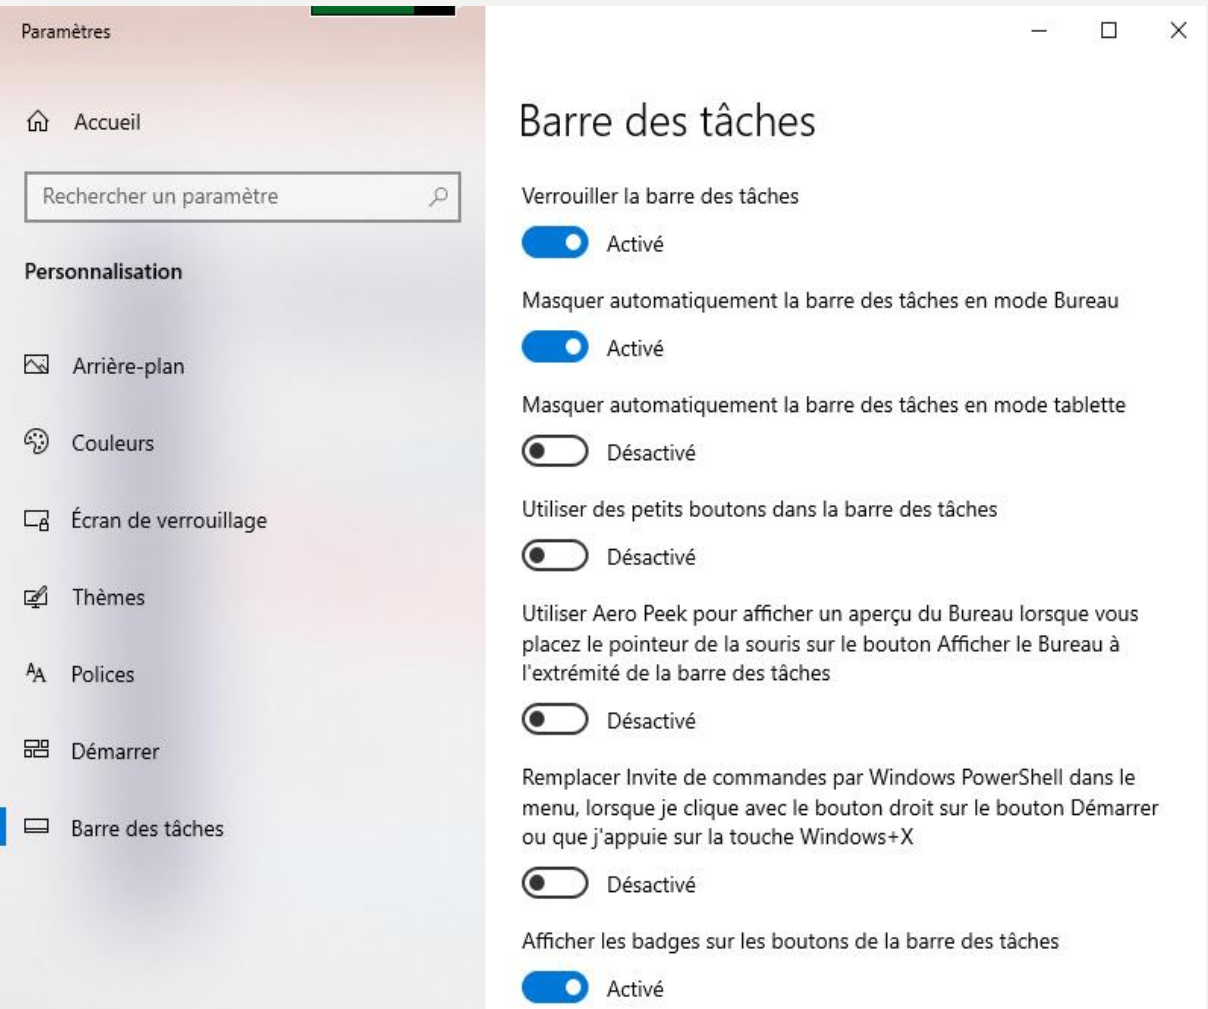 Paramètres
Accueil
Rechercher un paramètre
Personnalisation
Arrière-plan
Couleurs
Écran de verrouillage
Thèmes
Polices
Démarrer
Barre des tâches
Barre des tâches
Verrouiller la barre des tâches
Activé
Masquer automatiquement la barre des tâches en mode Bureau
Activé
Masquer automatiquement la barre des tâches en mode tablette
Désactivé
Utiliser des petits boutons dans la barre des tâches
Désactivé
Utiliser Aero Peek pour afficher un aperçu du Bureau lorsque vous
placez le pointeur de la souris sur le bouton Afficher le Bureau à
l'extrémité de la barre des tâches
Désactivé
Remplacer Invite de commandes par Windows PowerShell dans le
menu, lorsque je clique avec le bouton droit sur le bouton Démarrer
ou que j'appuie sur la touche Windows+X
Désactivé
Afficher les badges sur les boutons de la barre des tâches
Activé